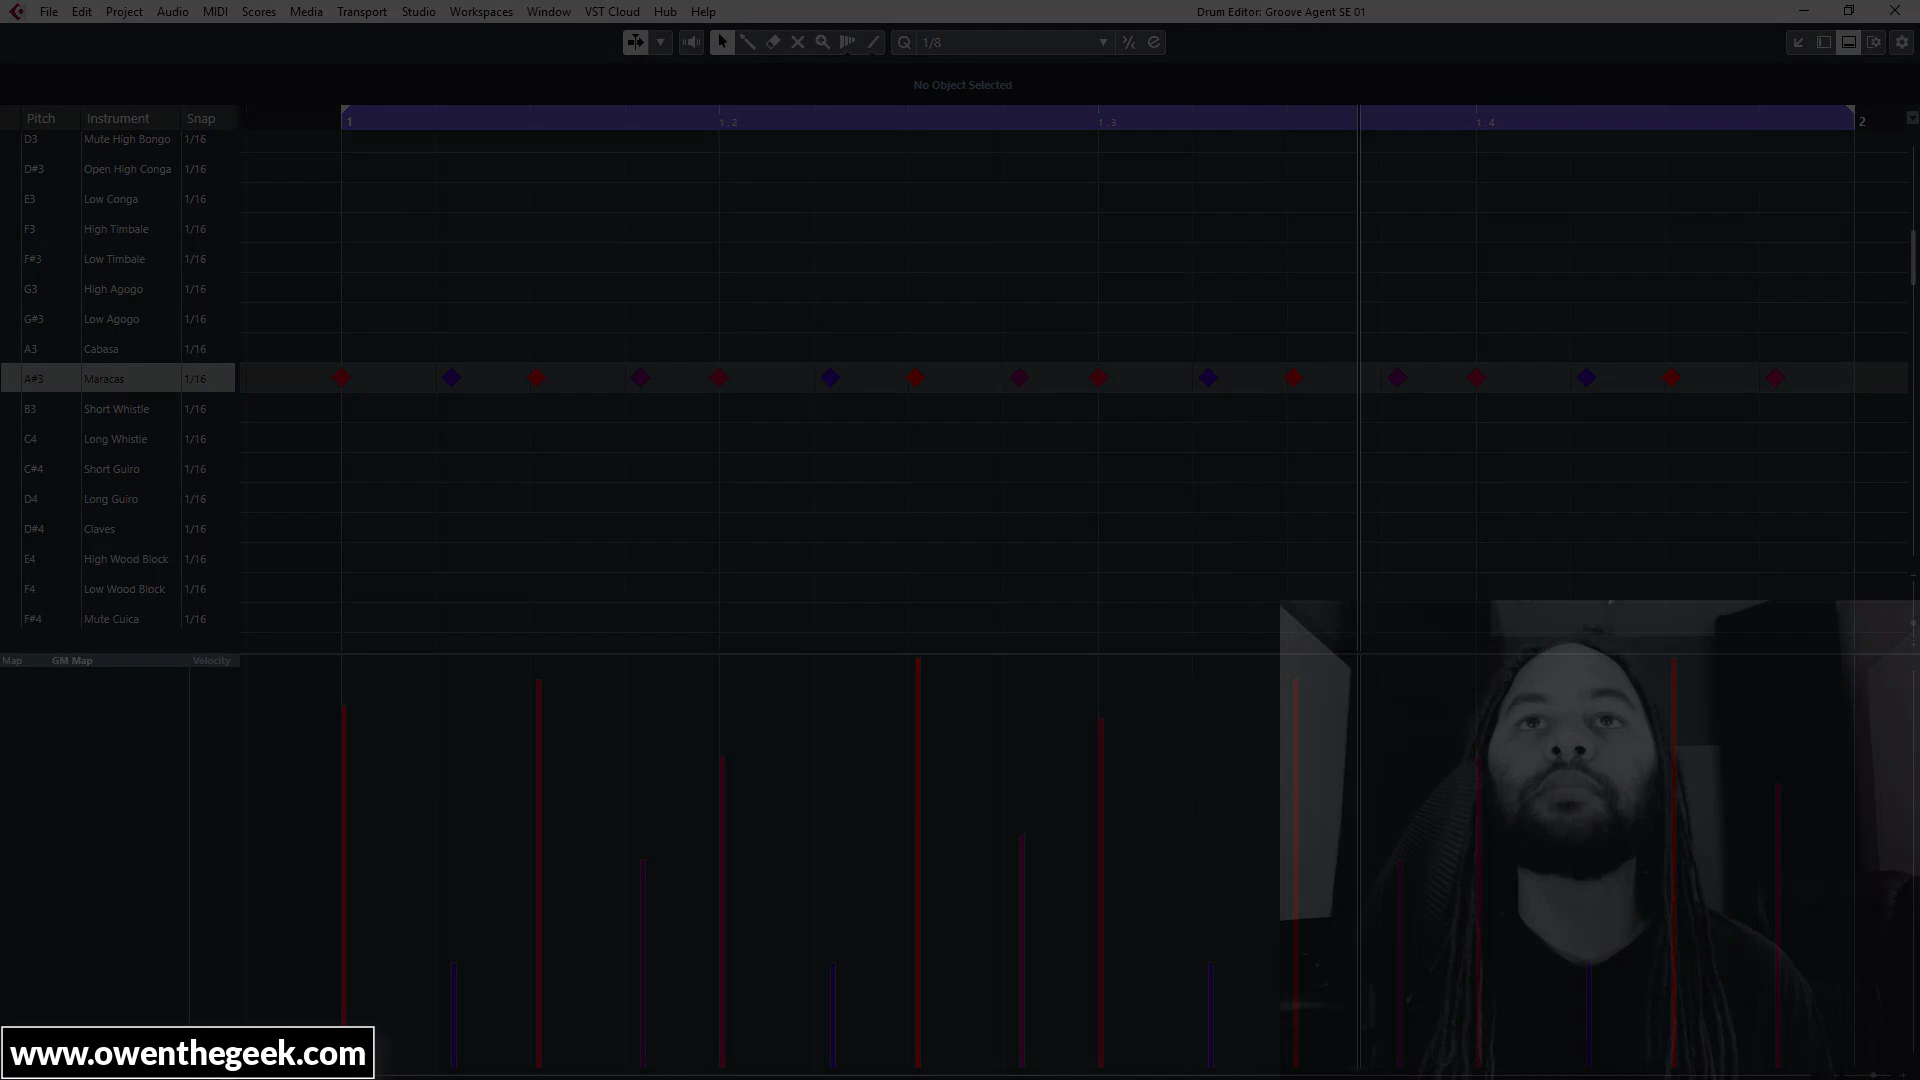 File Edit Project Audio MIDI Scores Media Transport Studio Workspaces Window VST Cloud Hub Help Drum Editor: Groove Agent SE 01
1/8
No Object Selected
Pitch Instrument Snap
1 1.2 1.3 1.4 2
D3 Mute High Bongo 1/16
D#3 Open High Conga 1/16
E3 Low Conga 1/16
F3 High Timbale 1/16
F#3 Low Timbale 1/16
G3 High Agogo 1/16
G#3 Low Agogo 1/16
A3 Cabasa 1/16
A#3 Maracas 1/16
B3 Short Whistle 1/16
C4 Long Whistle 1/16
C#4 Short Guiro 1/16
D4 Long Guiro 1/16
D#4 Claves 1/16
E4 High Wood Block 1/16
F4 Low Wood Block 1/16
F#4 Mute Cuica 1/16
Map GM Map Velocity
www.owenthegeek.com